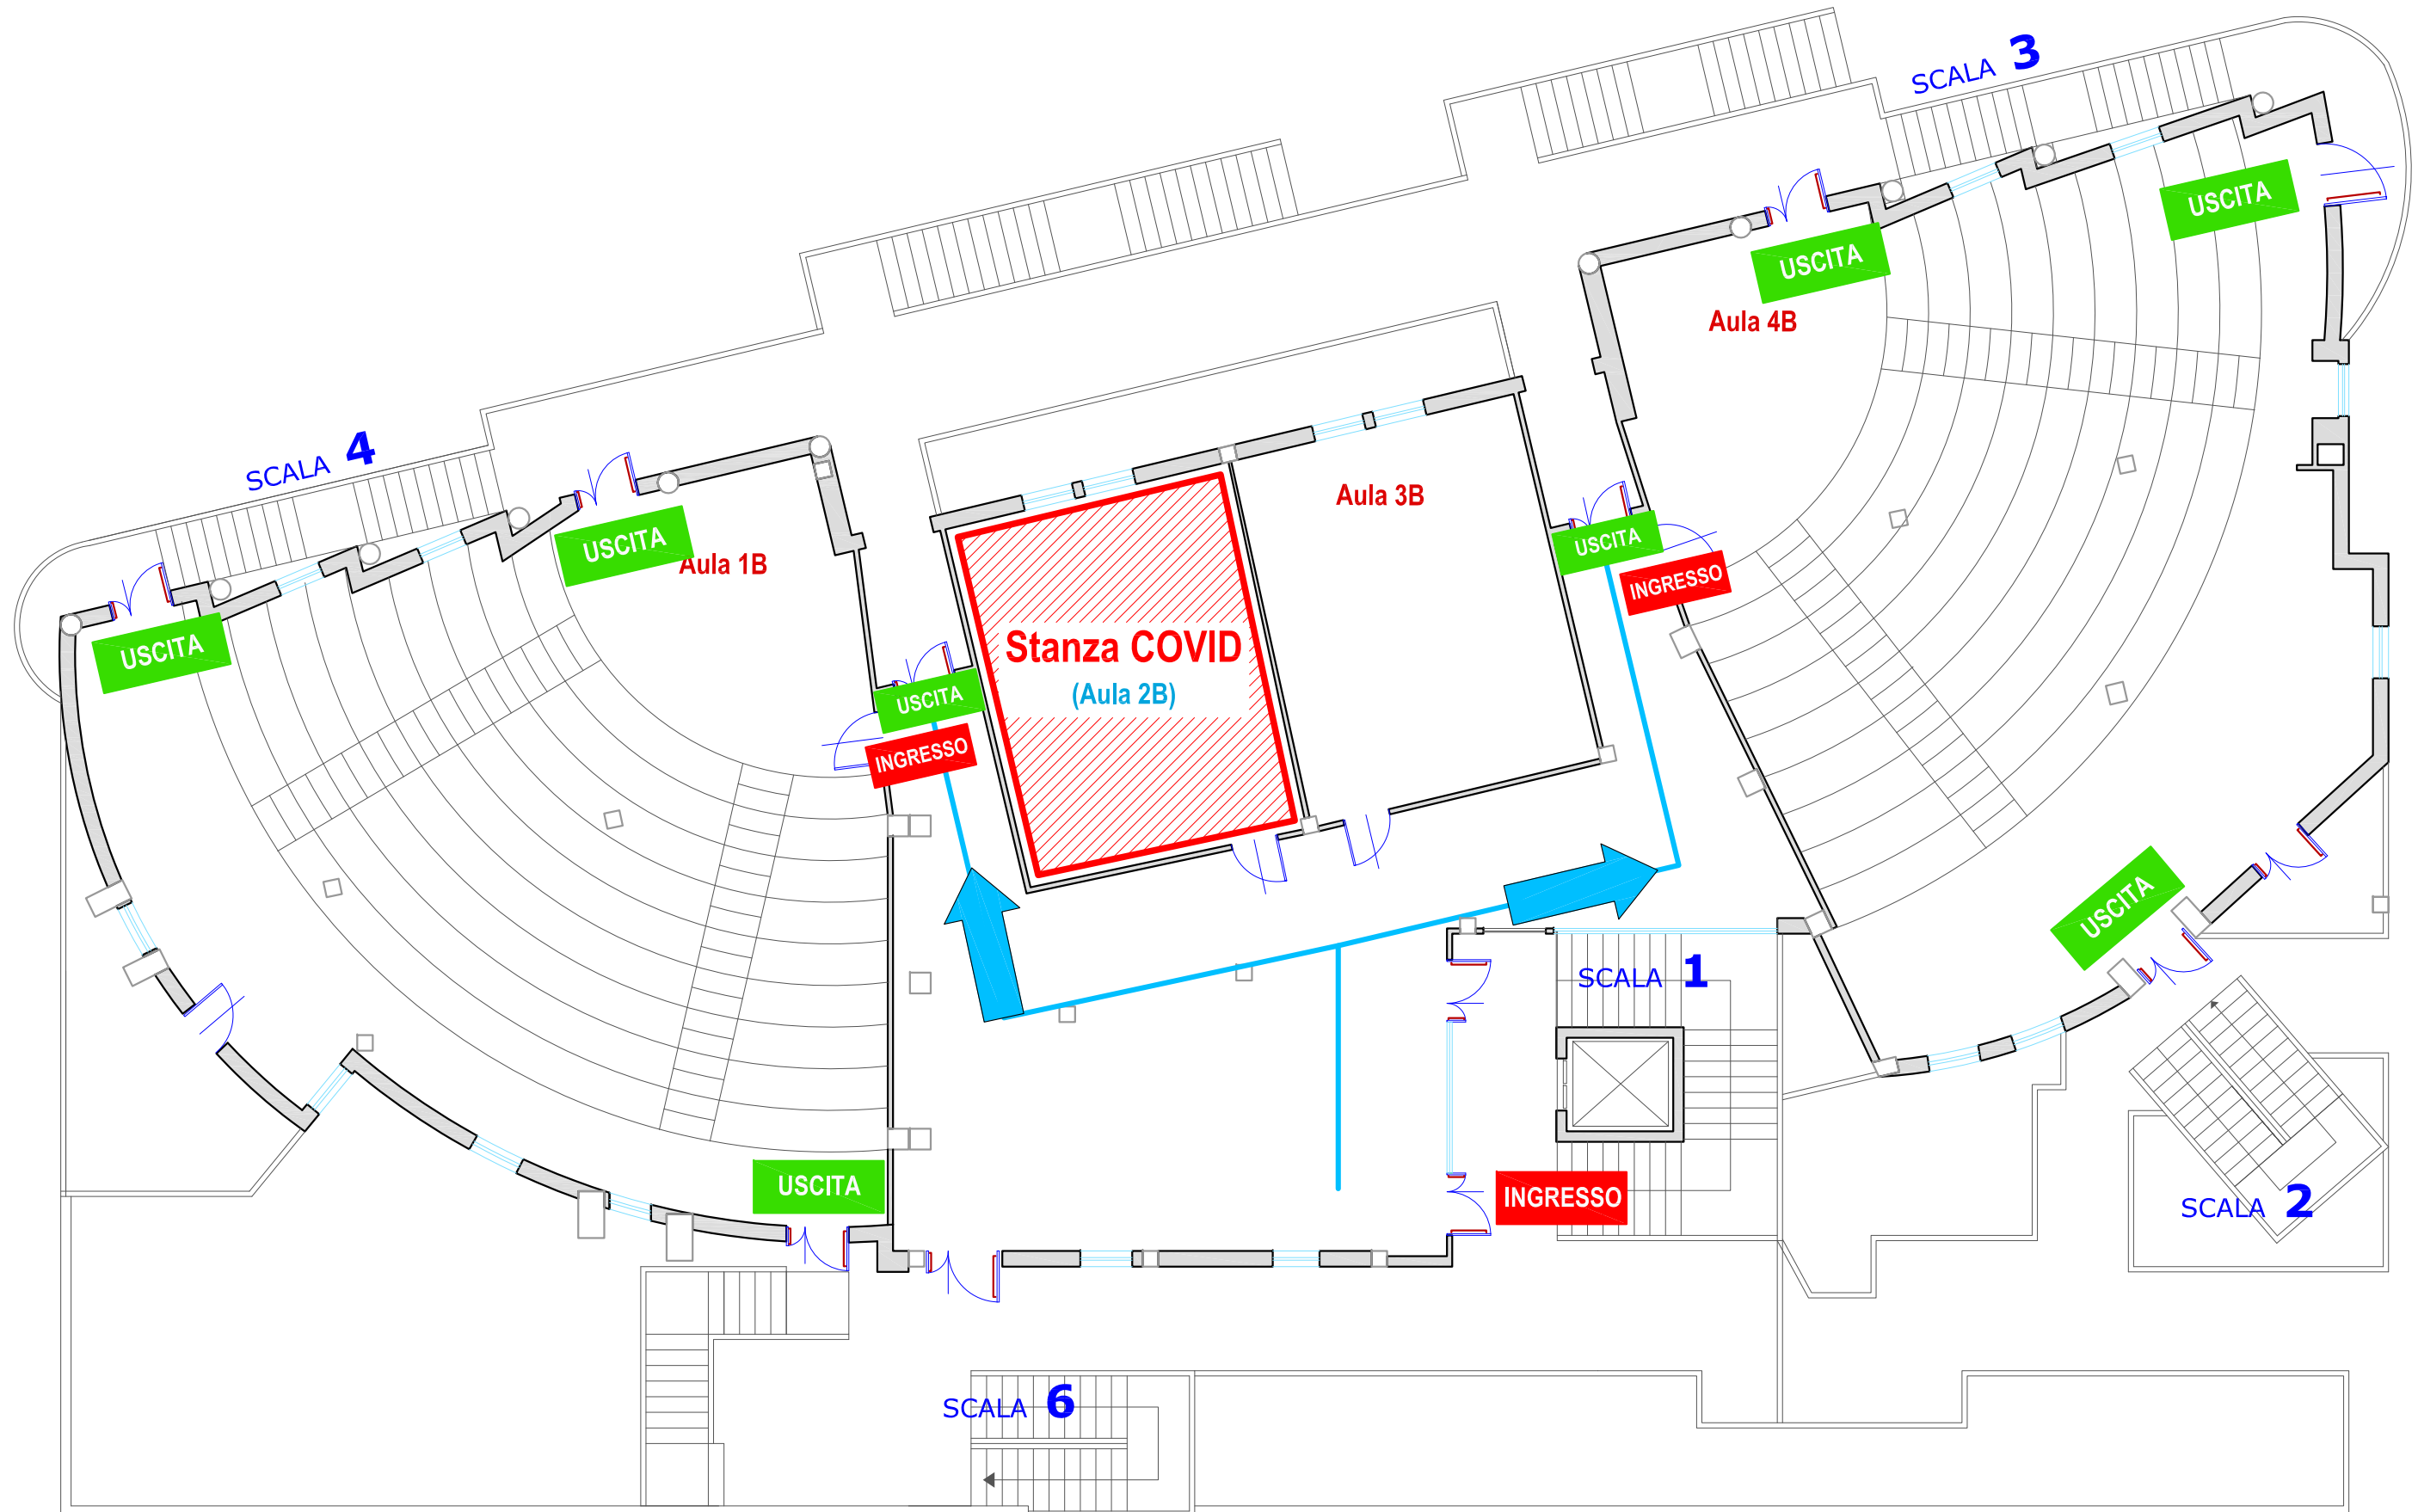 SCALA 3
USCITA
USCITA
Aula 4B
SCALA 4
USCITA
Aula 1B
Aula 3B
USCITA
INGRESSO
USCITA
Stanza COVID
(Aula 2B)
USCITA
INGRESSO
USCITA
SCALA 1
USCITA
INGRESSO
SCALA 2
SCALA 6